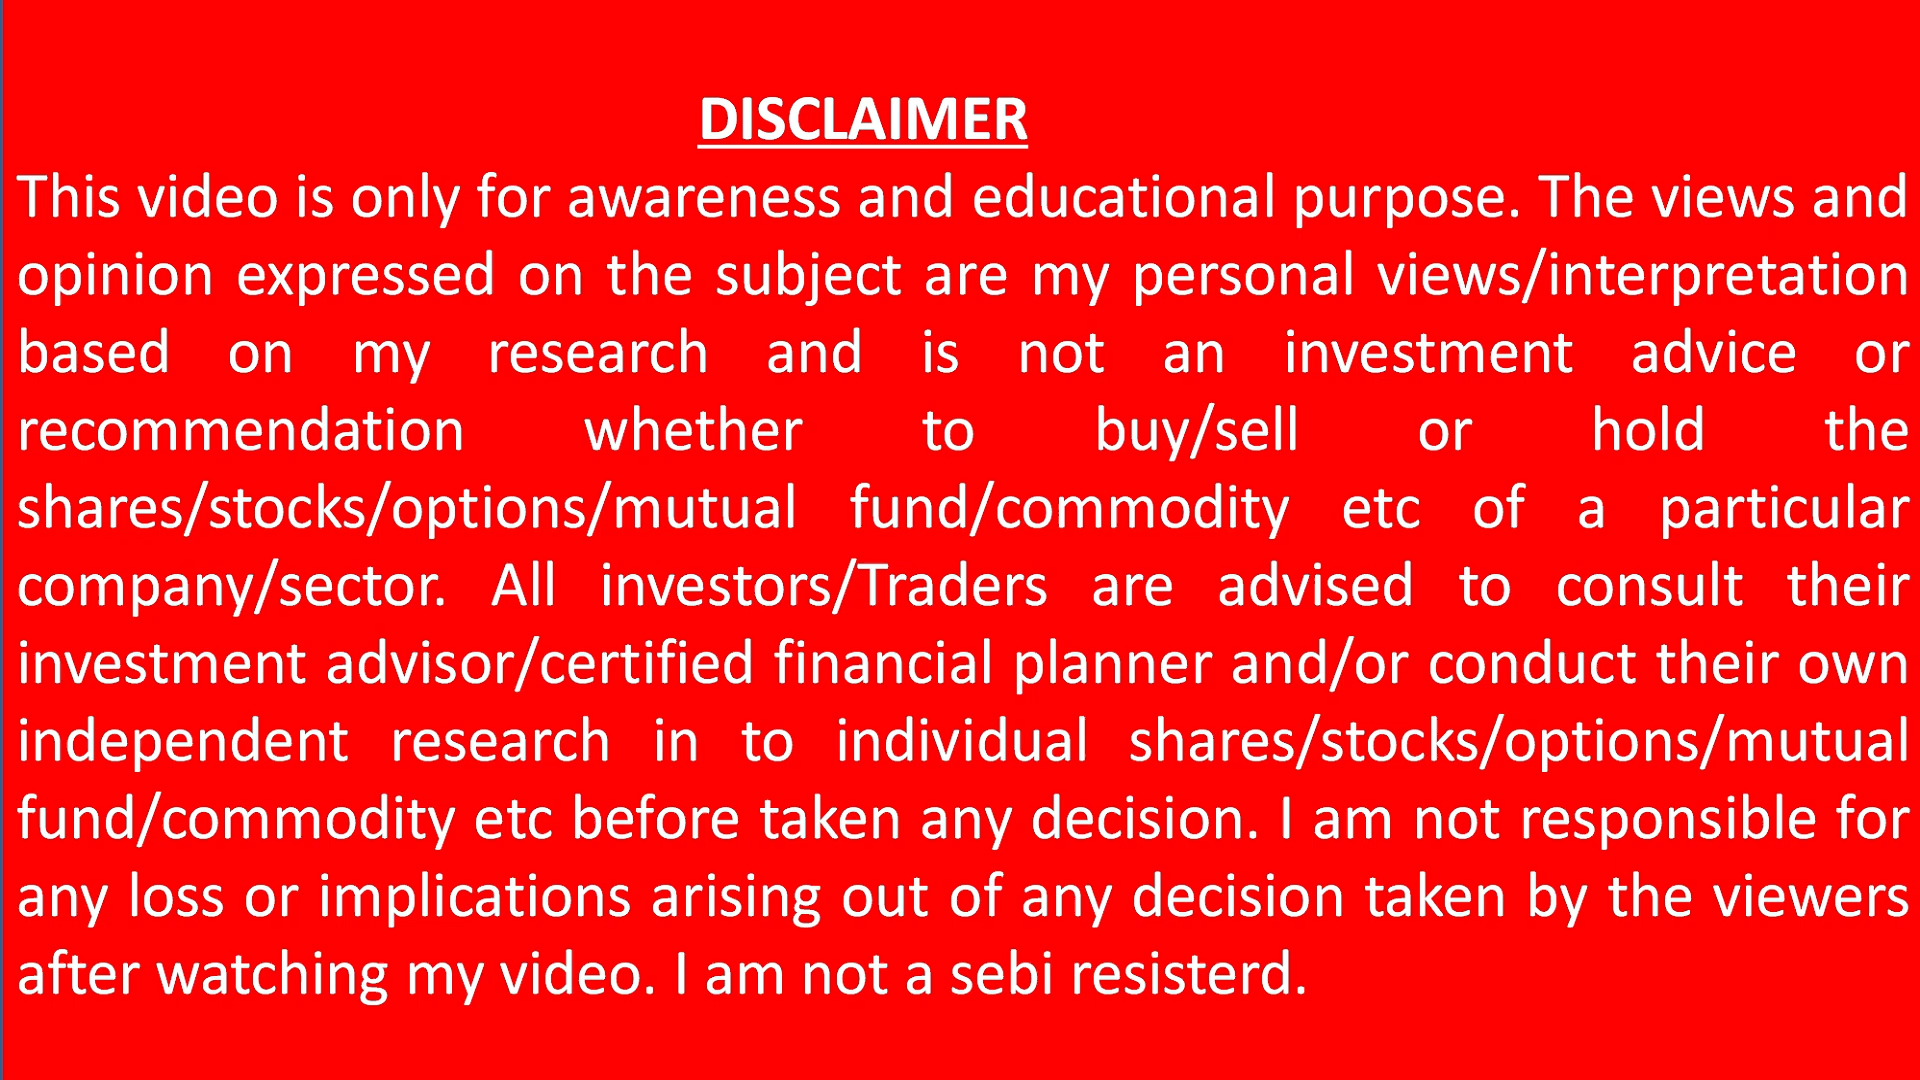 DISCLAIMER
This video is only for awareness and educational purpose. The views and
opinion expressed on the subject are my personal views/interpretation
based on my research and is not an investment advice or
recommendation whether to buy/sell or hold the
shares/stocks/options/mutual fund/commodity etc of a particular
company/sector. All investors/Traders are advised to consult their
investment advisor/certified financial planner and/or conduct their own
independent research in to individual shares/stocks/options/mutual
fund/commodity etc before taken any decision. I am not responsible for
any loss or implications arising out of any decision taken by the viewers
after watching my video. I am not a sebi resisterd.